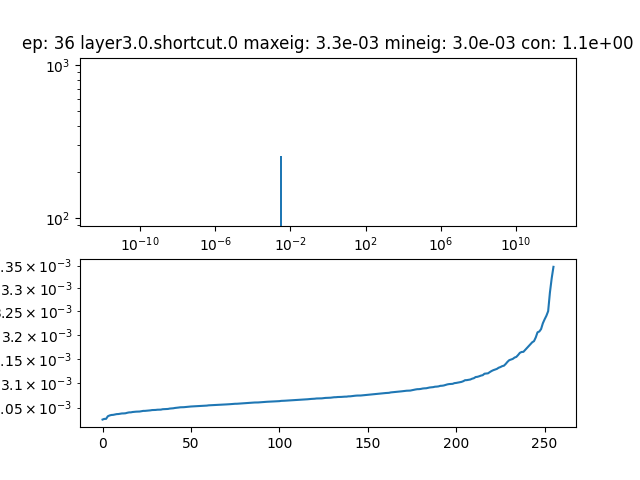 ep: 36 layer3.0.shortcut.0 maxeig: 3.3e-03 mineig: 3.0e-03 con: 1.1e+00
10³
10²
10⁻¹⁰ 10⁻⁶ 10⁻² 10² 10⁶ 10¹⁰
.35 × 10⁻³
3.3 × 10⁻³
3.25 × 10⁻³
3.2 × 10⁻³
.15 × 10⁻³
3.1 × 10⁻³
.05 × 10⁻³
0 50 100 150 200 250